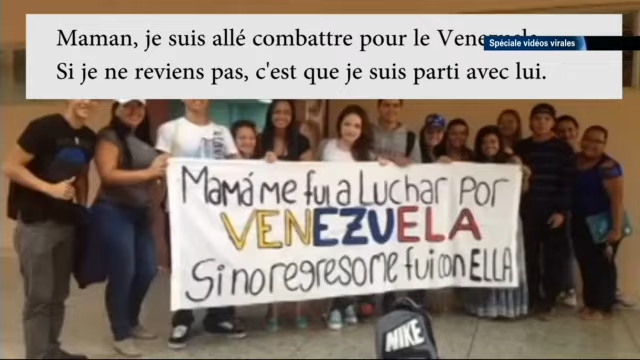 Maman, je suis allé combattre pour le
Spéciale vidéos virales
Si je ne reviens pas, c'est que je suis parti avec lui.
Mamá me fui a Luchar por
VENEZUELA
Si no regreso me fui con ELLA
NIKE